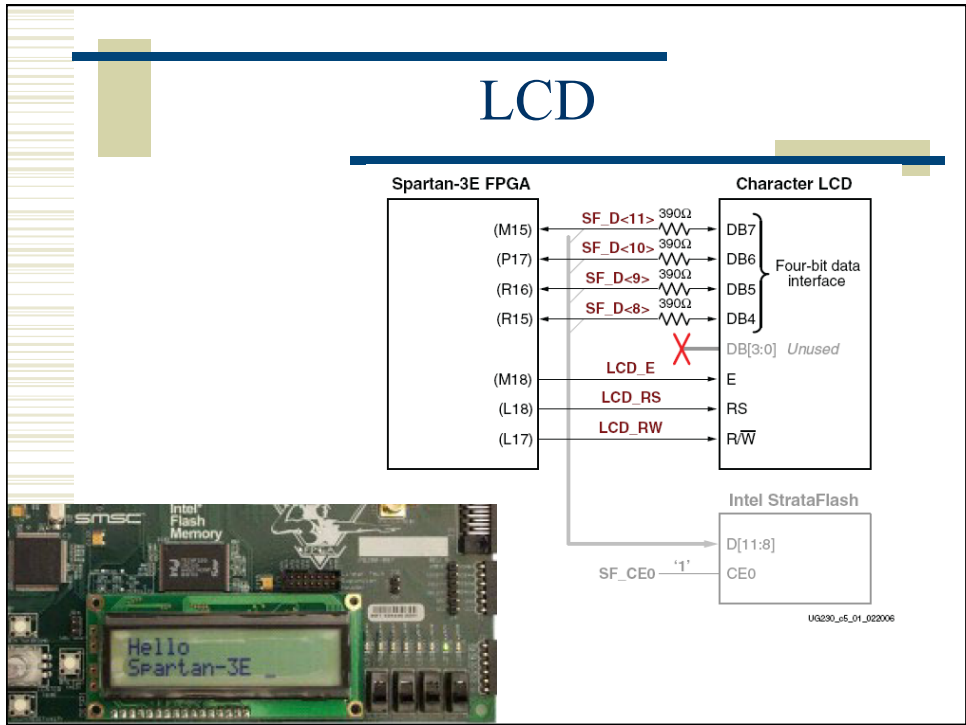 LCD
Spartan-3E FPGA
Character LCD
(M15) SF_D<11> 390Ω DB7
(P17) SF_D<10> 390Ω DB6
(R16) SF_D<9> 390Ω DB5
(R15) SF_D<8> 390Ω DB4
Four-bit data
interface
DB[3:0] Unused
(M18) LCD_E E
(L18) LCD_RS RS
(L17) LCD_RW R/W̅
Intel StrataFlash
D[11:8]
SF_CE0 ‘1’ CE0
UG230_c5_01_022006
smsc
Intel
Flash
Memory
FPGA
Hello
Spartan-3E _